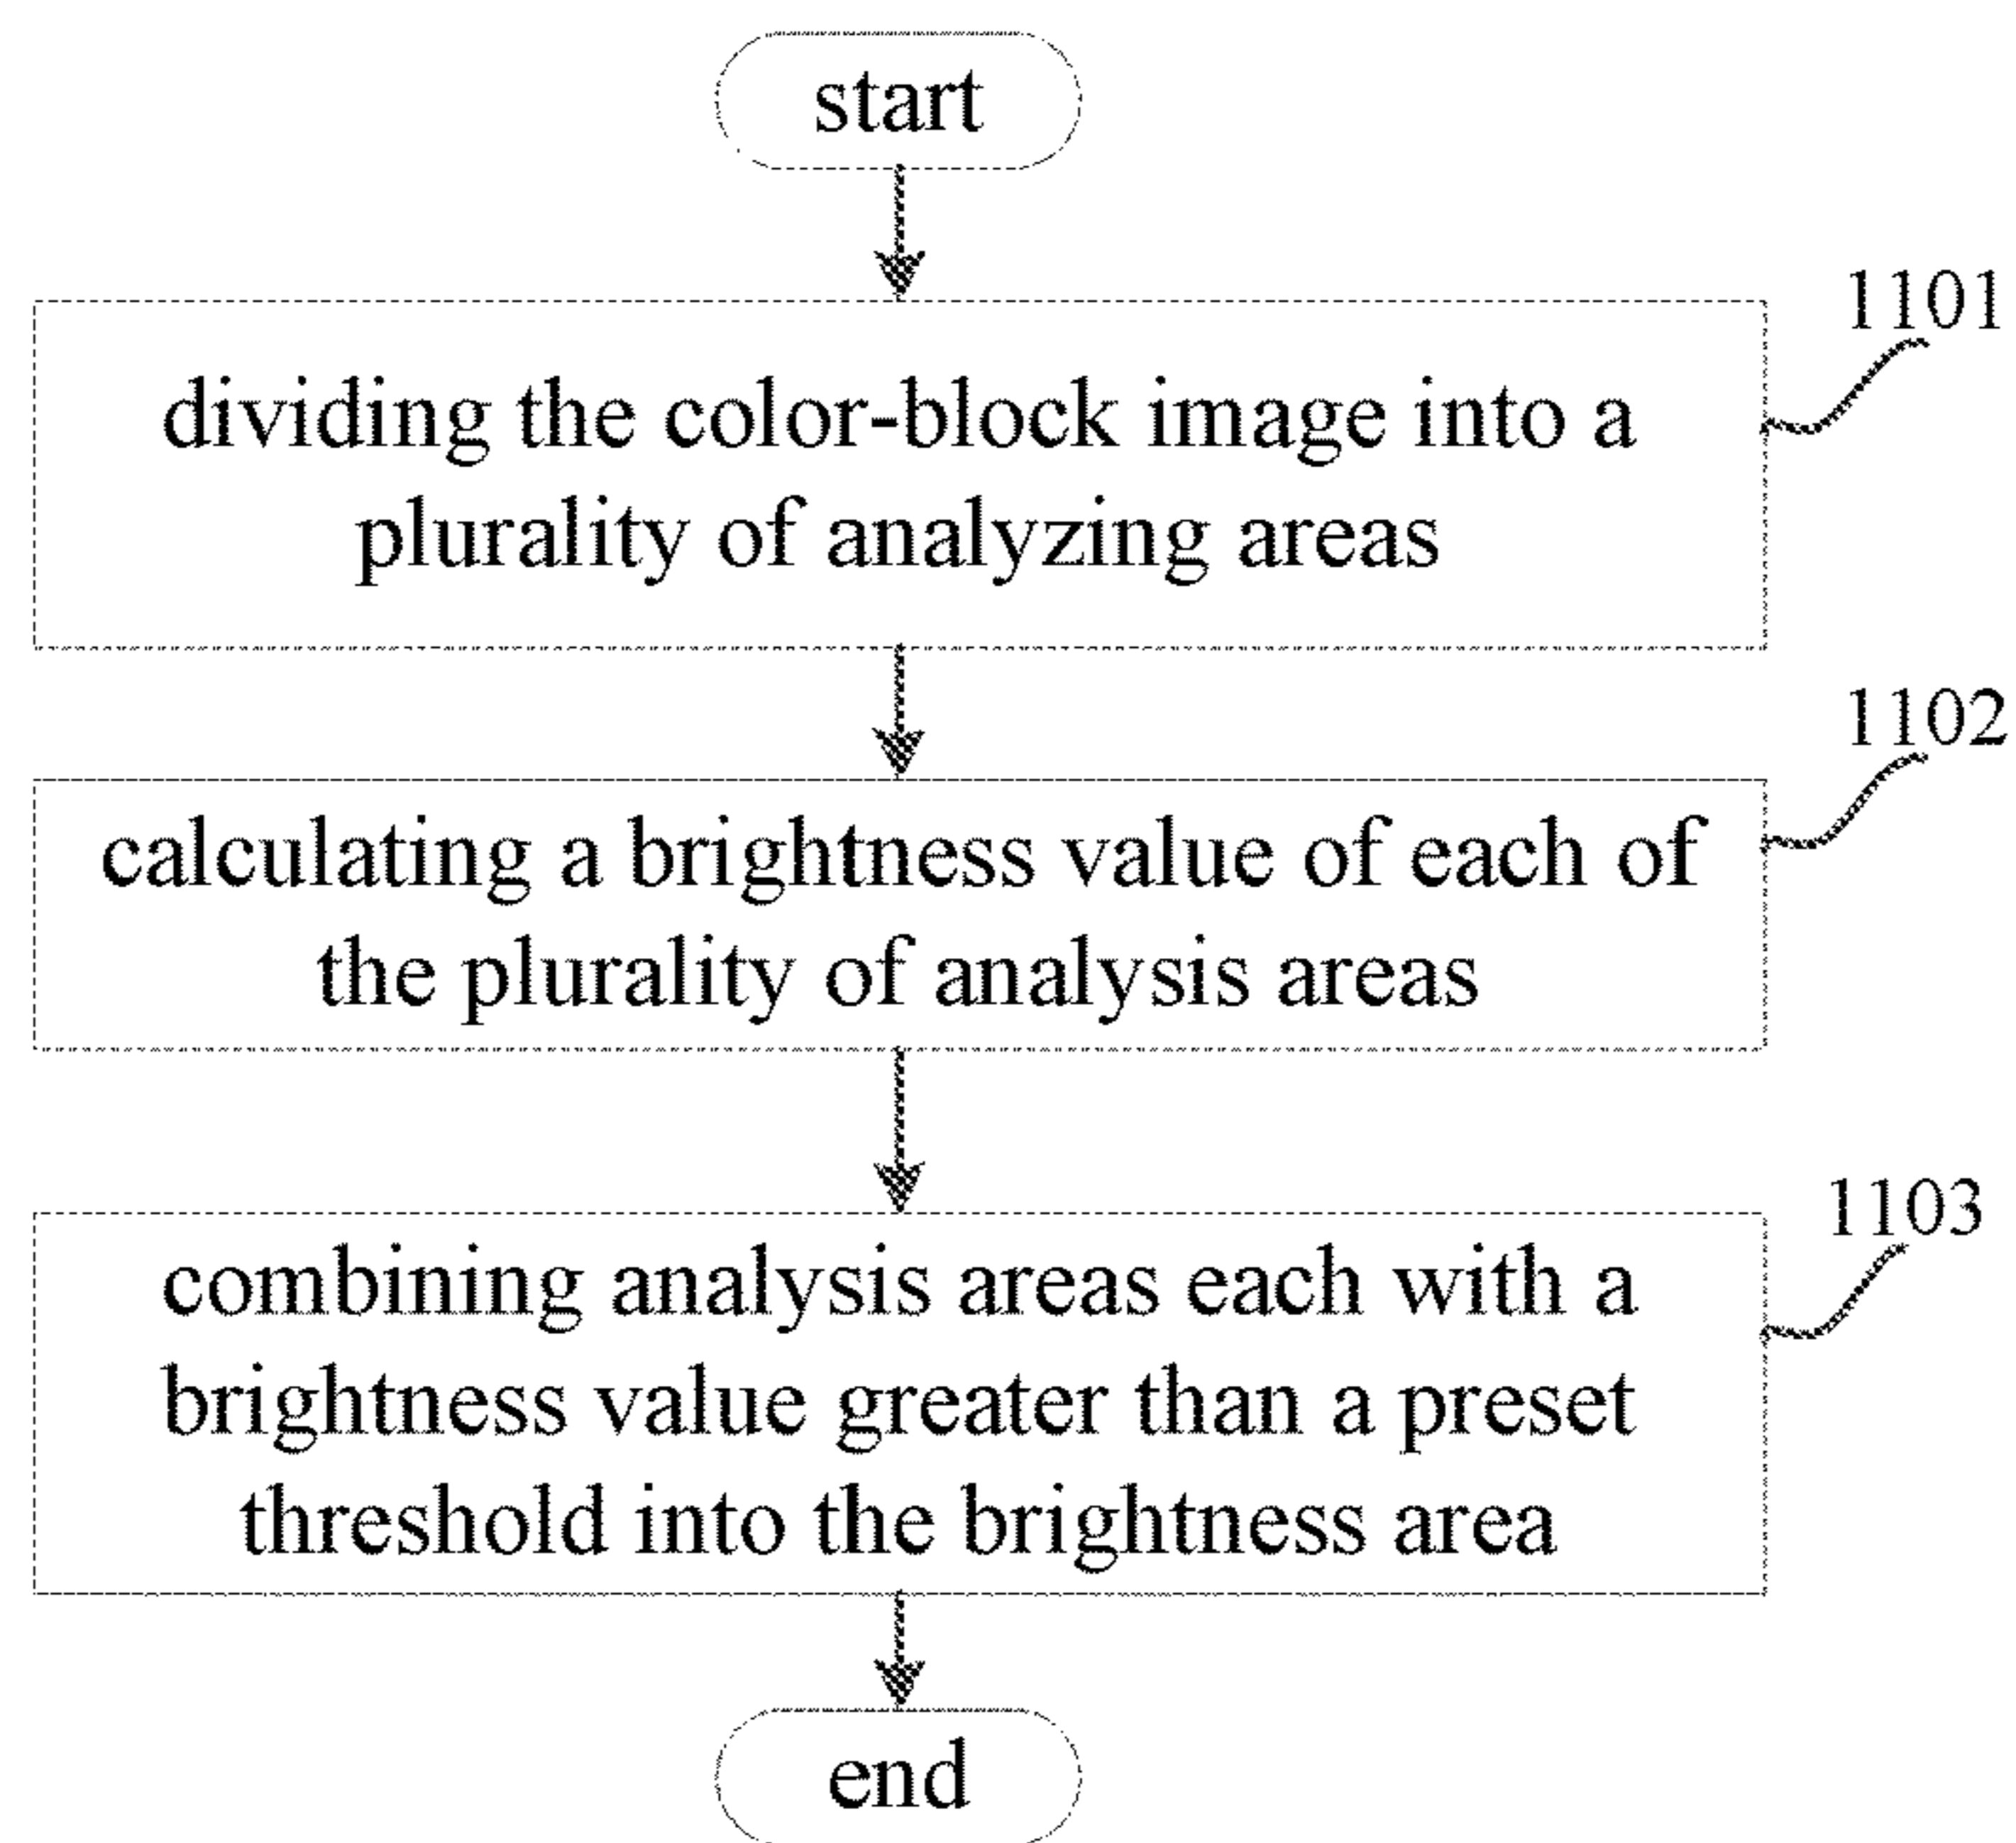 start
1101
dividing the color-block image into a
plurality of analyzing areas
1102
calculating a brightness value of each of
the plurality of analysis areas
1103
combining analysis areas each with a
brightness value greater than a preset
threshold into the brightness area
end